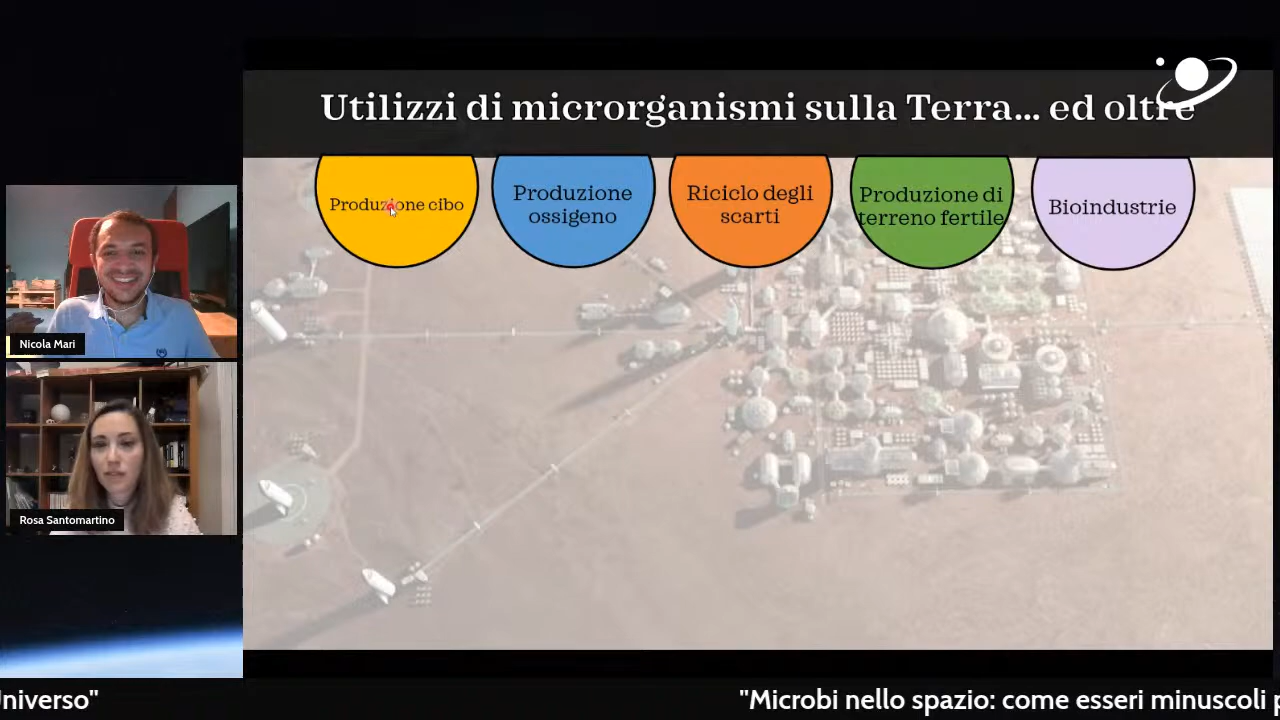 Utilizzi di microrganismi sulla Terra... ed oltre
Produzione cibo
Produzione
ossigeno
Riciclo degli
scarti
Produzione di
terreno fertile
Bioindustrie
Nicola Mari
Rosa Santomartino
Universo"
"Microbi nello spazio: come esseri minuscoli p